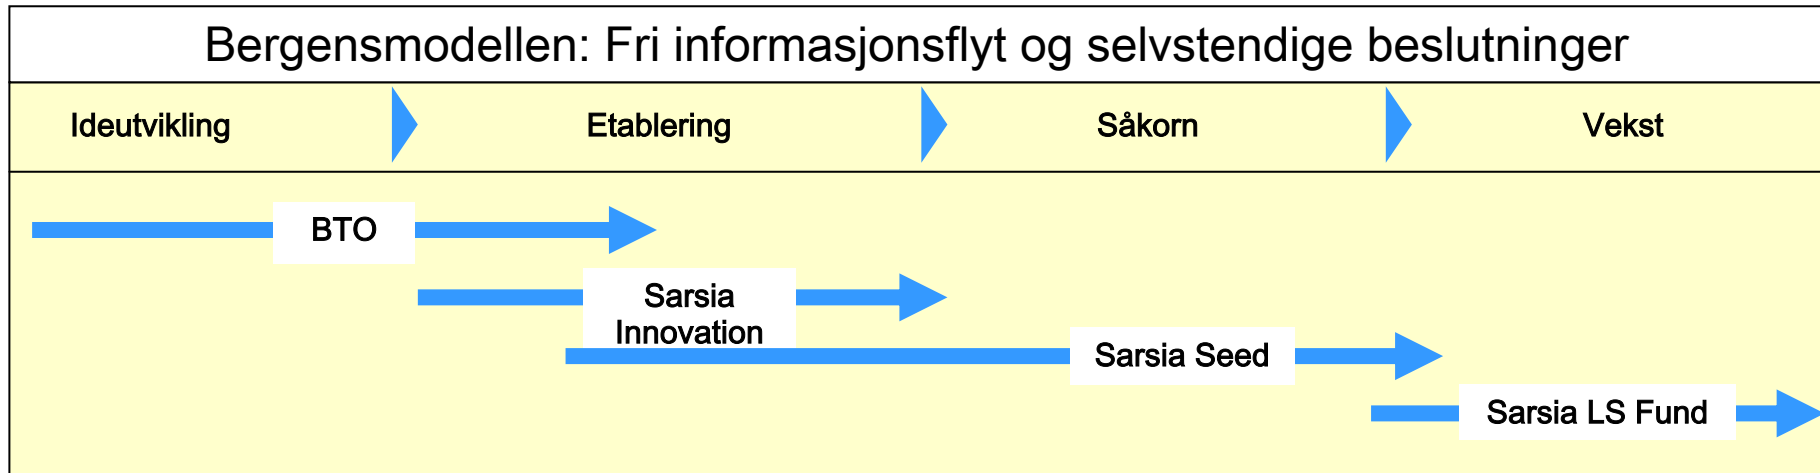 Bergensmodellen: Fri informasjonsflyt og selvstendige beslutninger
Ideutvikling
Etablering
Såkorn
Vekst
BTO
Sarsia
Innovation
Sarsia Seed
Sarsia LS Fund